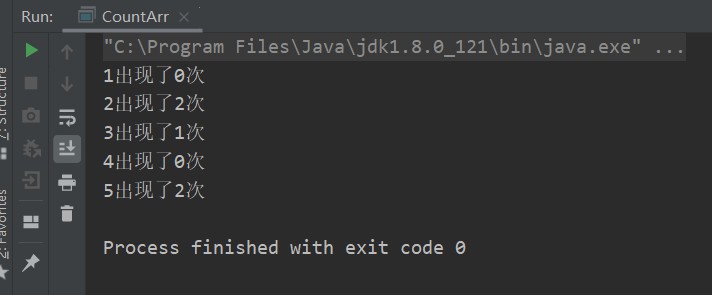 Run: CountArr
"C:\Program Files\Java\jdk1.8.0_121\bin\java.exe" ...
1出现了0次
2出现了2次
3出现了1次
4出现了0次
5出现了2次
Process finished with exit code 0
7: Structure
2: Favorites